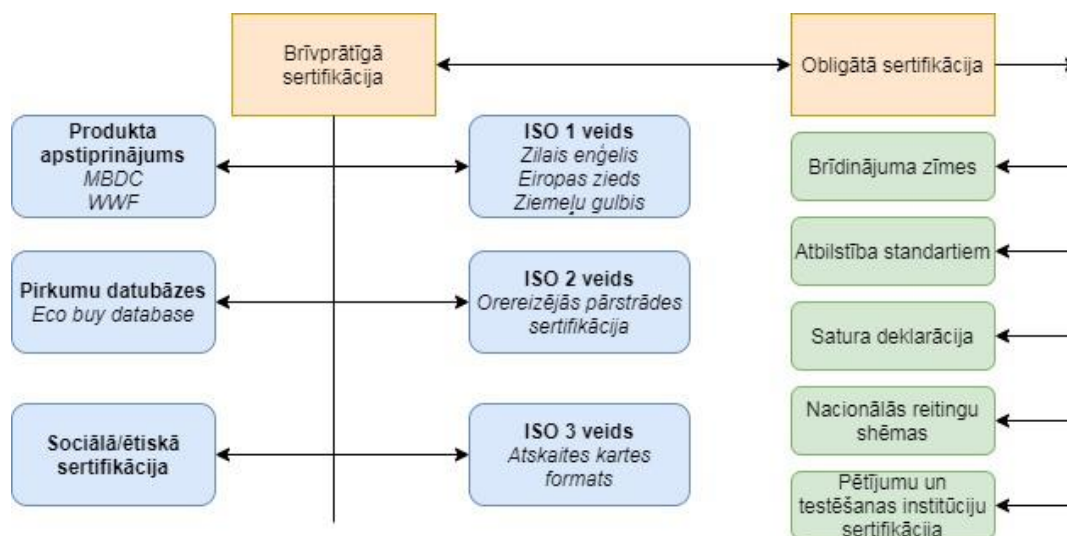 Brīvprātīgā
sertifikācija
Obligātā sertifikācija
Produkta
apstiprinājums
MBDC
WWF
ISO 1 veids
Zilais enģelis
Eiropas zieds
Ziemeļu gulbis
Brīdinājuma zīmes
Atbilstība standartiem
Pirkumu datubāzes
Eco buy database
ISO 2 veids
Orereizējās pārstrādes
sertifikācija
Satura deklarācija
Nacionālās reitingu
shēmas
Sociālā/ētiskā
sertifikācija
ISO 3 veids
Atskaites kartes
formats
Pētījumu un
testēšanas institūciju
sertifikācija